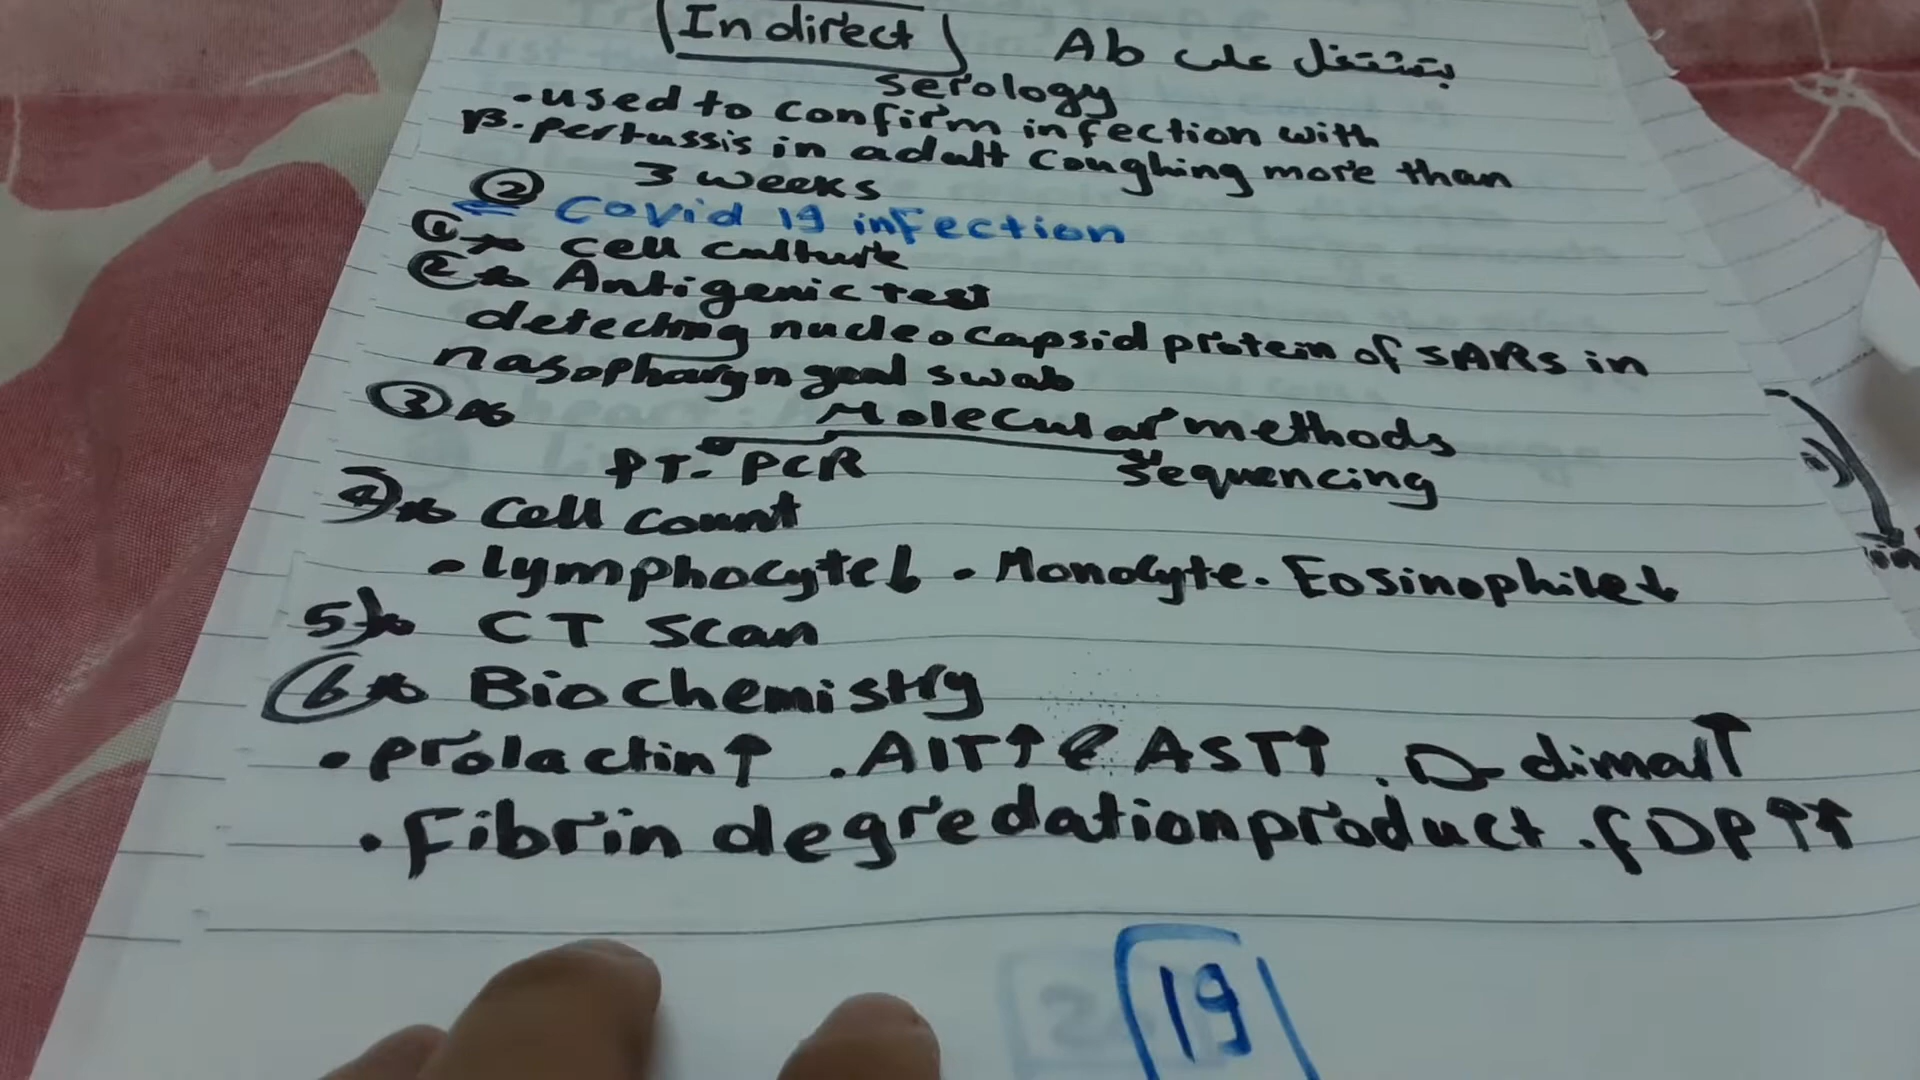 Indirect Ab بتشتغل على
serology
• used to confirm infection with
B. pertussis in adult coughing more than
3 weeks
② Covid 19 infection
① cell culture
② Antigenic test
detecting nucleocapsid protein of SARS in
nasopharyngeal swab
③ Molecular methods
PT- PCR sequencing
4) cell count
• Lymphocyte↓ . Monocyte . Eosinophile↓
5) CT scan
6 Biochemistry
• prolactin↑ . AIT↑ & AST↑ . D-dimar↑
• Fibrin degredation product . fDP↑↑
19